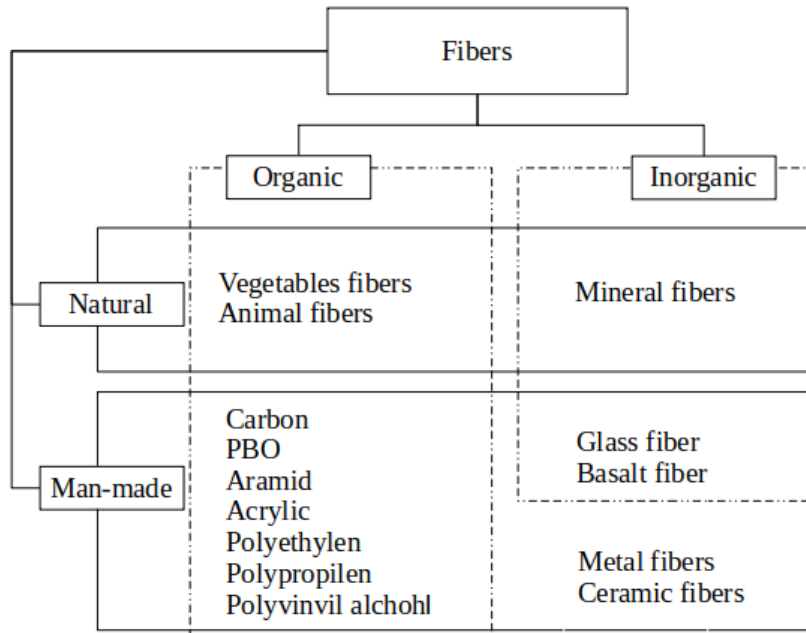 Fibers
Organic
Inorganic
Natural
Vegetables fibers
Animal fibers
Mineral fibers
Man-made
Carbon
PBO
Aramid
Acrylic
Polyethylen
Polypropilen
Polyvinvil alchohl
Glass fiber
Basalt fiber
Metal fibers
Ceramic fibers